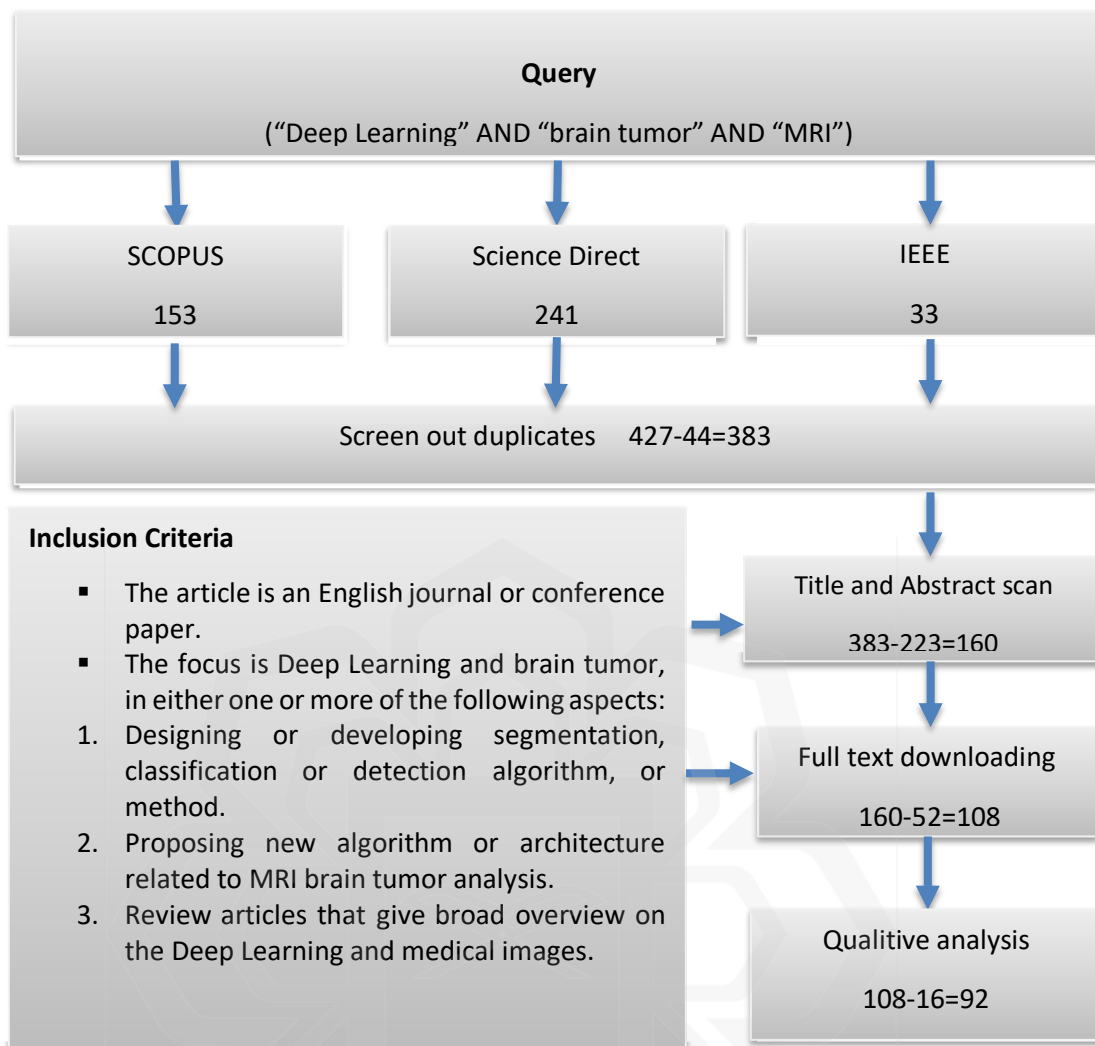 Query
(“Deep Learning” AND “brain tumor” AND “MRI”)
SCOPUS
153
Science Direct
241
IEEE
33
Screen out duplicates 427-44=383
Inclusion Criteria
▪ The article is an English journal or conference
paper.
▪ The focus is Deep Learning and brain tumor,
in either one or more of the following aspects:
1. Designing or developing segmentation,
classification or detection algorithm, or
method.
2. Proposing new algorithm or architecture
related to MRI brain tumor analysis.
3. Review articles that give broad overview on
the Deep Learning and medical images.
Title and Abstract scan
383-223=160
Full text downloading
160-52=108
Qualitive analysis
108-16=92